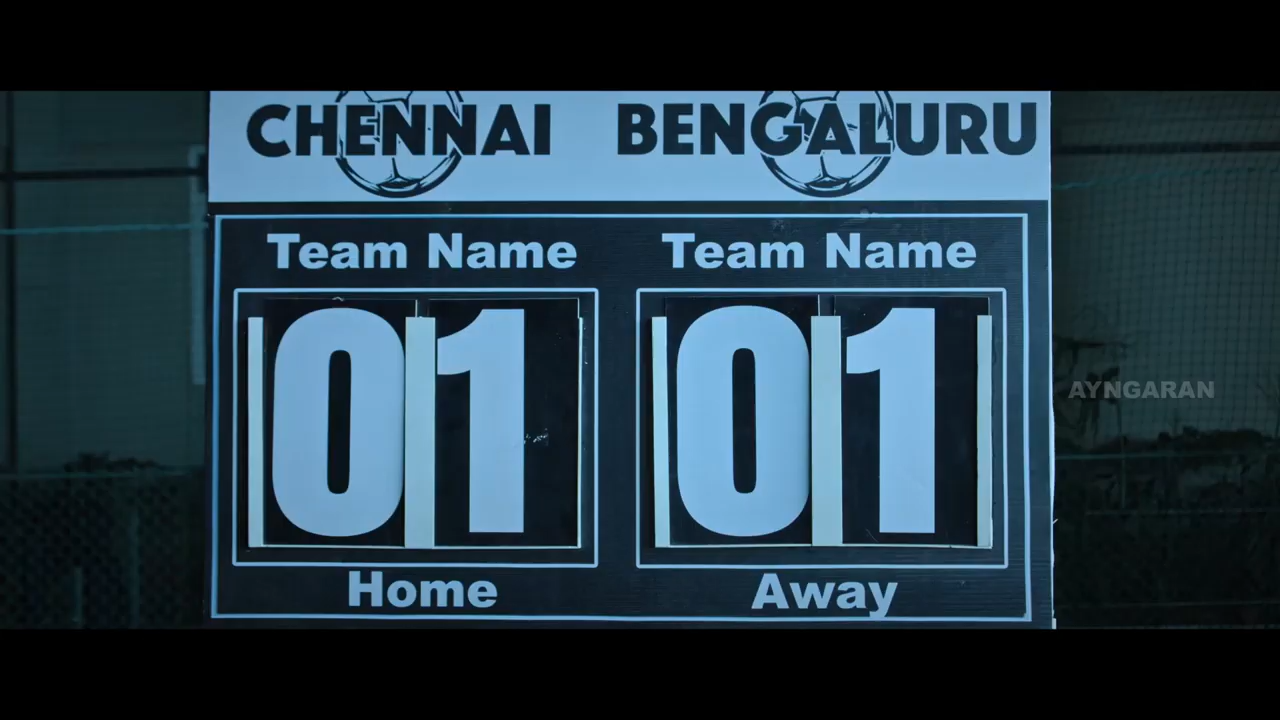 CHENNAI BENGALURU
Team Name Team Name
01 01
AYNGARAN
Home Away